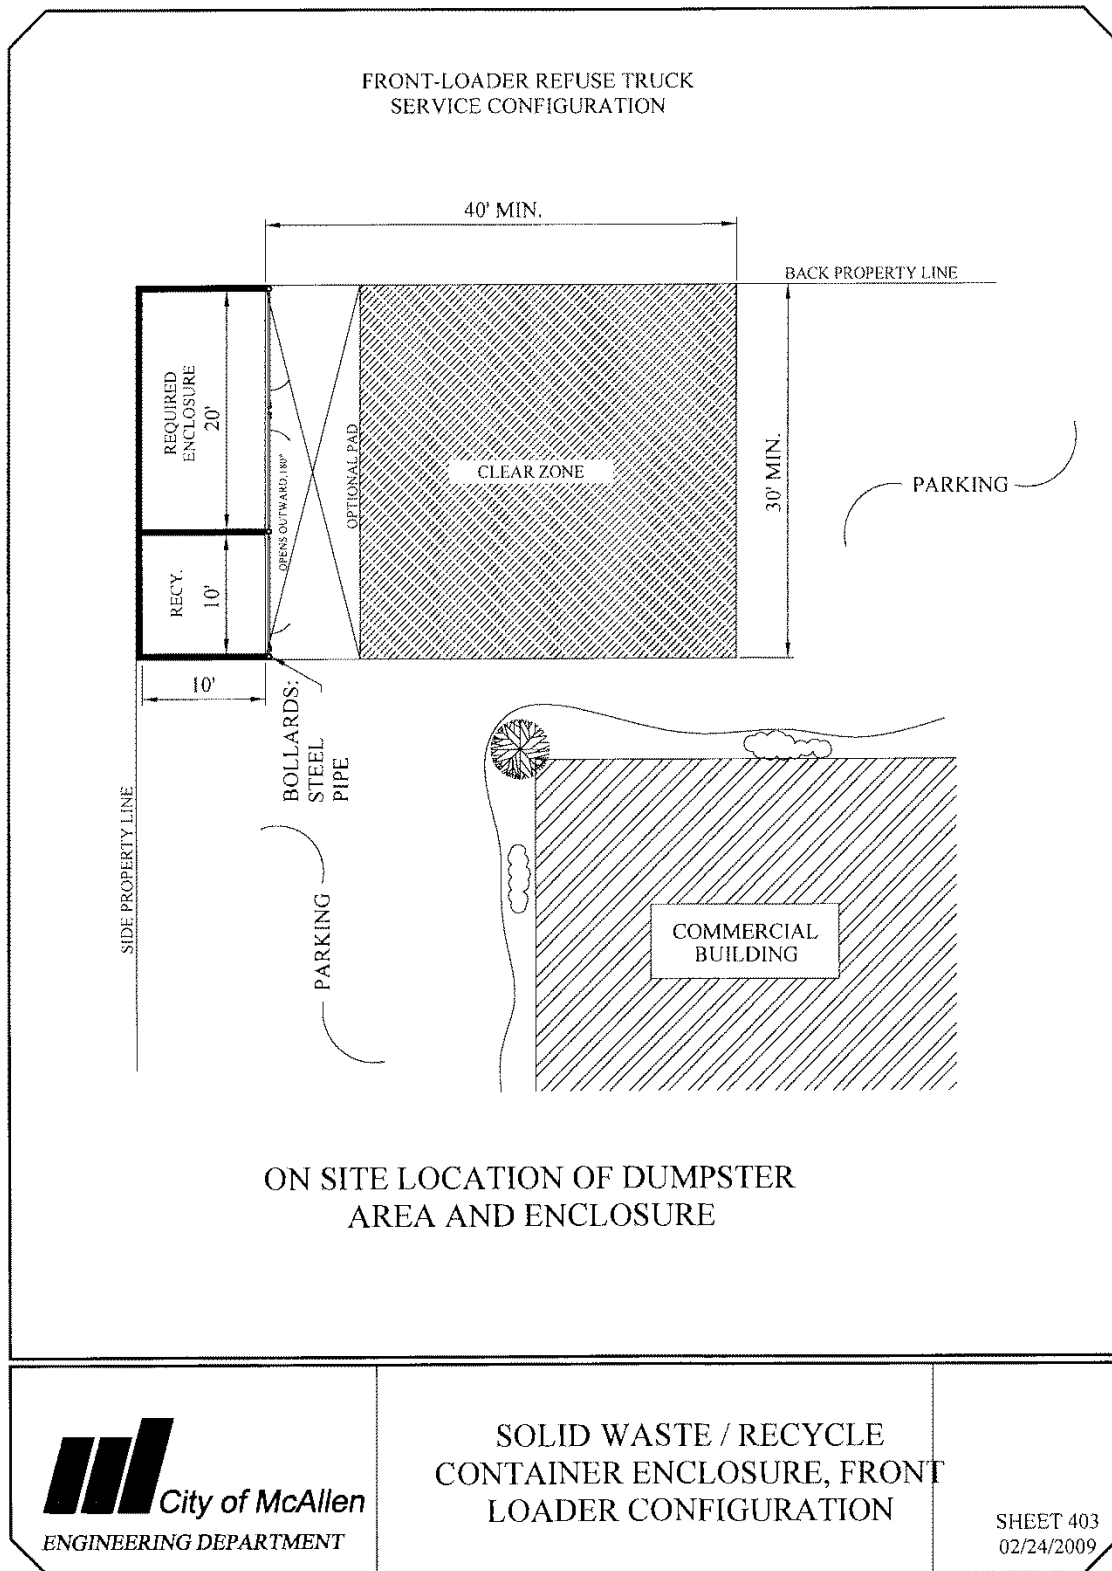 FRONT-LOADER REFUSE TRUCK
SERVICE CONFIGURATION
40' MIN.
BACK PROPERTY LINE
REQUIRED
ENCLOSURE
20'
OPENS OUTWARD,180°
OPTIONAL PAD
CLEAR ZONE
30' MIN.
PARKING
RECY.
10'
10'
BOLLARDS:
STEEL
PIPE
SIDE PROPERTY LINE
PARKING
COMMERCIAL
BUILDING
ON SITE LOCATION OF DUMPSTER
AREA AND ENCLOSURE
City of McAllen
ENGINEERING DEPARTMENT
SOLID WASTE / RECYCLE
CONTAINER ENCLOSURE, FRONT
LOADER CONFIGURATION
SHEET 403
02/24/2009